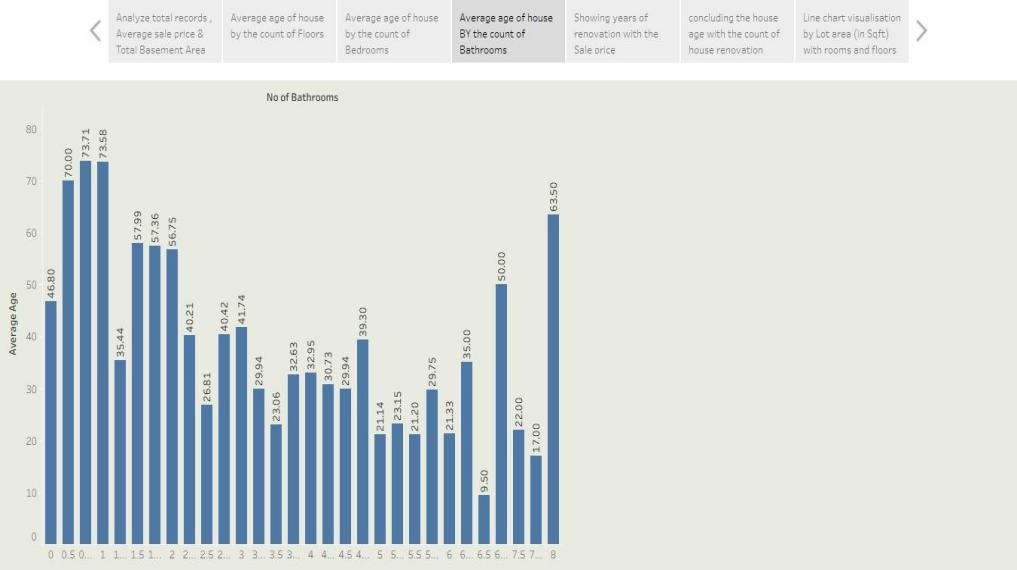 Analyze total records ,
Average sale price &
Total Basement Area
Average age of house
by the count of Floors
Average age of house
by the count of
Bedrooms
Average age of house
BY the count of
Bathrooms
Showing years of
renovation with the
Sale price
concluding the house
age with the count of
house renovation
Line chart visualisation
by Lot area (in Sqft)
with rooms and floors
No of Bathrooms
Average Age
80
70
60
50
40
30
20
10
0
46.80
70.00
73.71
73.58
35.44
57.99
57.36
56.75
40.21
26.81
40.42
41.74
29.94
23.06
32.63
32.95
30.73
29.94
39.30
21.14
23.15
21.20
29.75
21.33
35.00
9.50
50.00
22.00
17.00
63.50
0 0.5 0... 1 1... 1.5 1... 2 2... 2.5 2... 3 3... 3.5 3... 4 4... 4.5 4... 5 5... 5.5 5... 6 6... 6.5 6... 7.5 7... 8